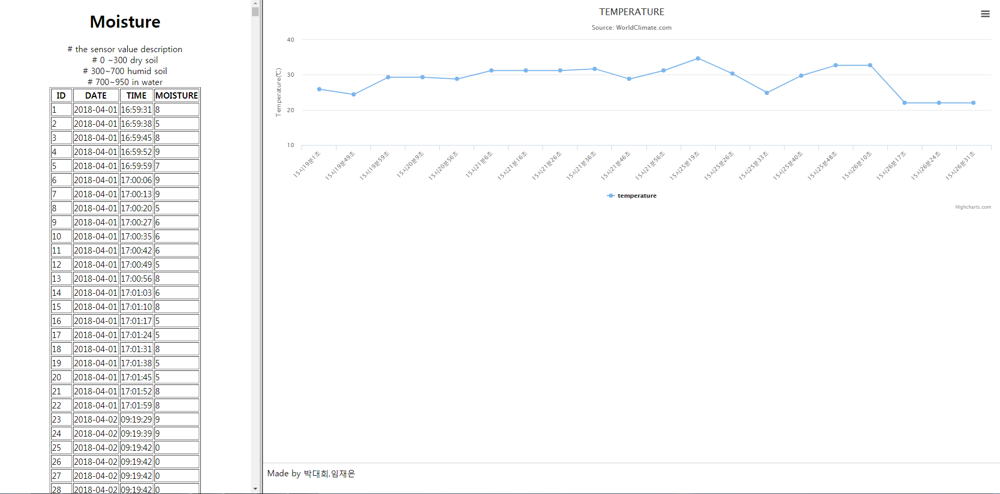 Moisture
# the sensor value description
# 0 ~300 dry soil
# 300~700 humid soil
# 700~950 in water
ID DATE TIME MOISTURE
1 2018-04-01 16:59:31 8
2 2018-04-01 16:59:38 5
3 2018-04-01 16:59:45 8
4 2018-04-01 16:59:52 9
5 2018-04-01 16:59:59 7
6 2018-04-01 17:00:06 9
7 2018-04-01 17:00:13 9
8 2018-04-01 17:00:20 5
9 2018-04-01 17:00:27 6
10 2018-04-01 17:00:35 6
11 2018-04-01 17:00:42 6
12 2018-04-01 17:00:49 5
13 2018-04-01 17:00:56 8
14 2018-04-01 17:01:03 6
15 2018-04-01 17:01:10 8
16 2018-04-01 17:01:17 5
17 2018-04-01 17:01:24 5
18 2018-04-01 17:01:31 8
19 2018-04-01 17:01:38 5
20 2018-04-01 17:01:45 5
21 2018-04-01 17:01:52 8
22 2018-04-01 17:01:59 8
23 2018-04-02 09:19:29 9
24 2018-04-02 09:19:39 9
25 2018-04-02 09:19:42 0
26 2018-04-02 09:19:42 0
27 2018-04-02 09:19:42 0
28 2018-04-02 09:19:42 0
TEMPERATURE
Source: WorldClimate.com
Temperature(℃)
40
30
20
10
15시19분1초
15시19분49초
15시19분59초
15시20분9초
15시20분56초
15시21분6초
15시21분16초
15시21분26초
15시21분36초
15시21분46초
15시21분56초
15시25분19초
15시25분26초
15시25분33초
15시25분40초
15시25분48초
15시26분10초
15시26분17초
15시26분24초
15시26분31초
temperature
Highcharts.com
Made by 박대희,임재은